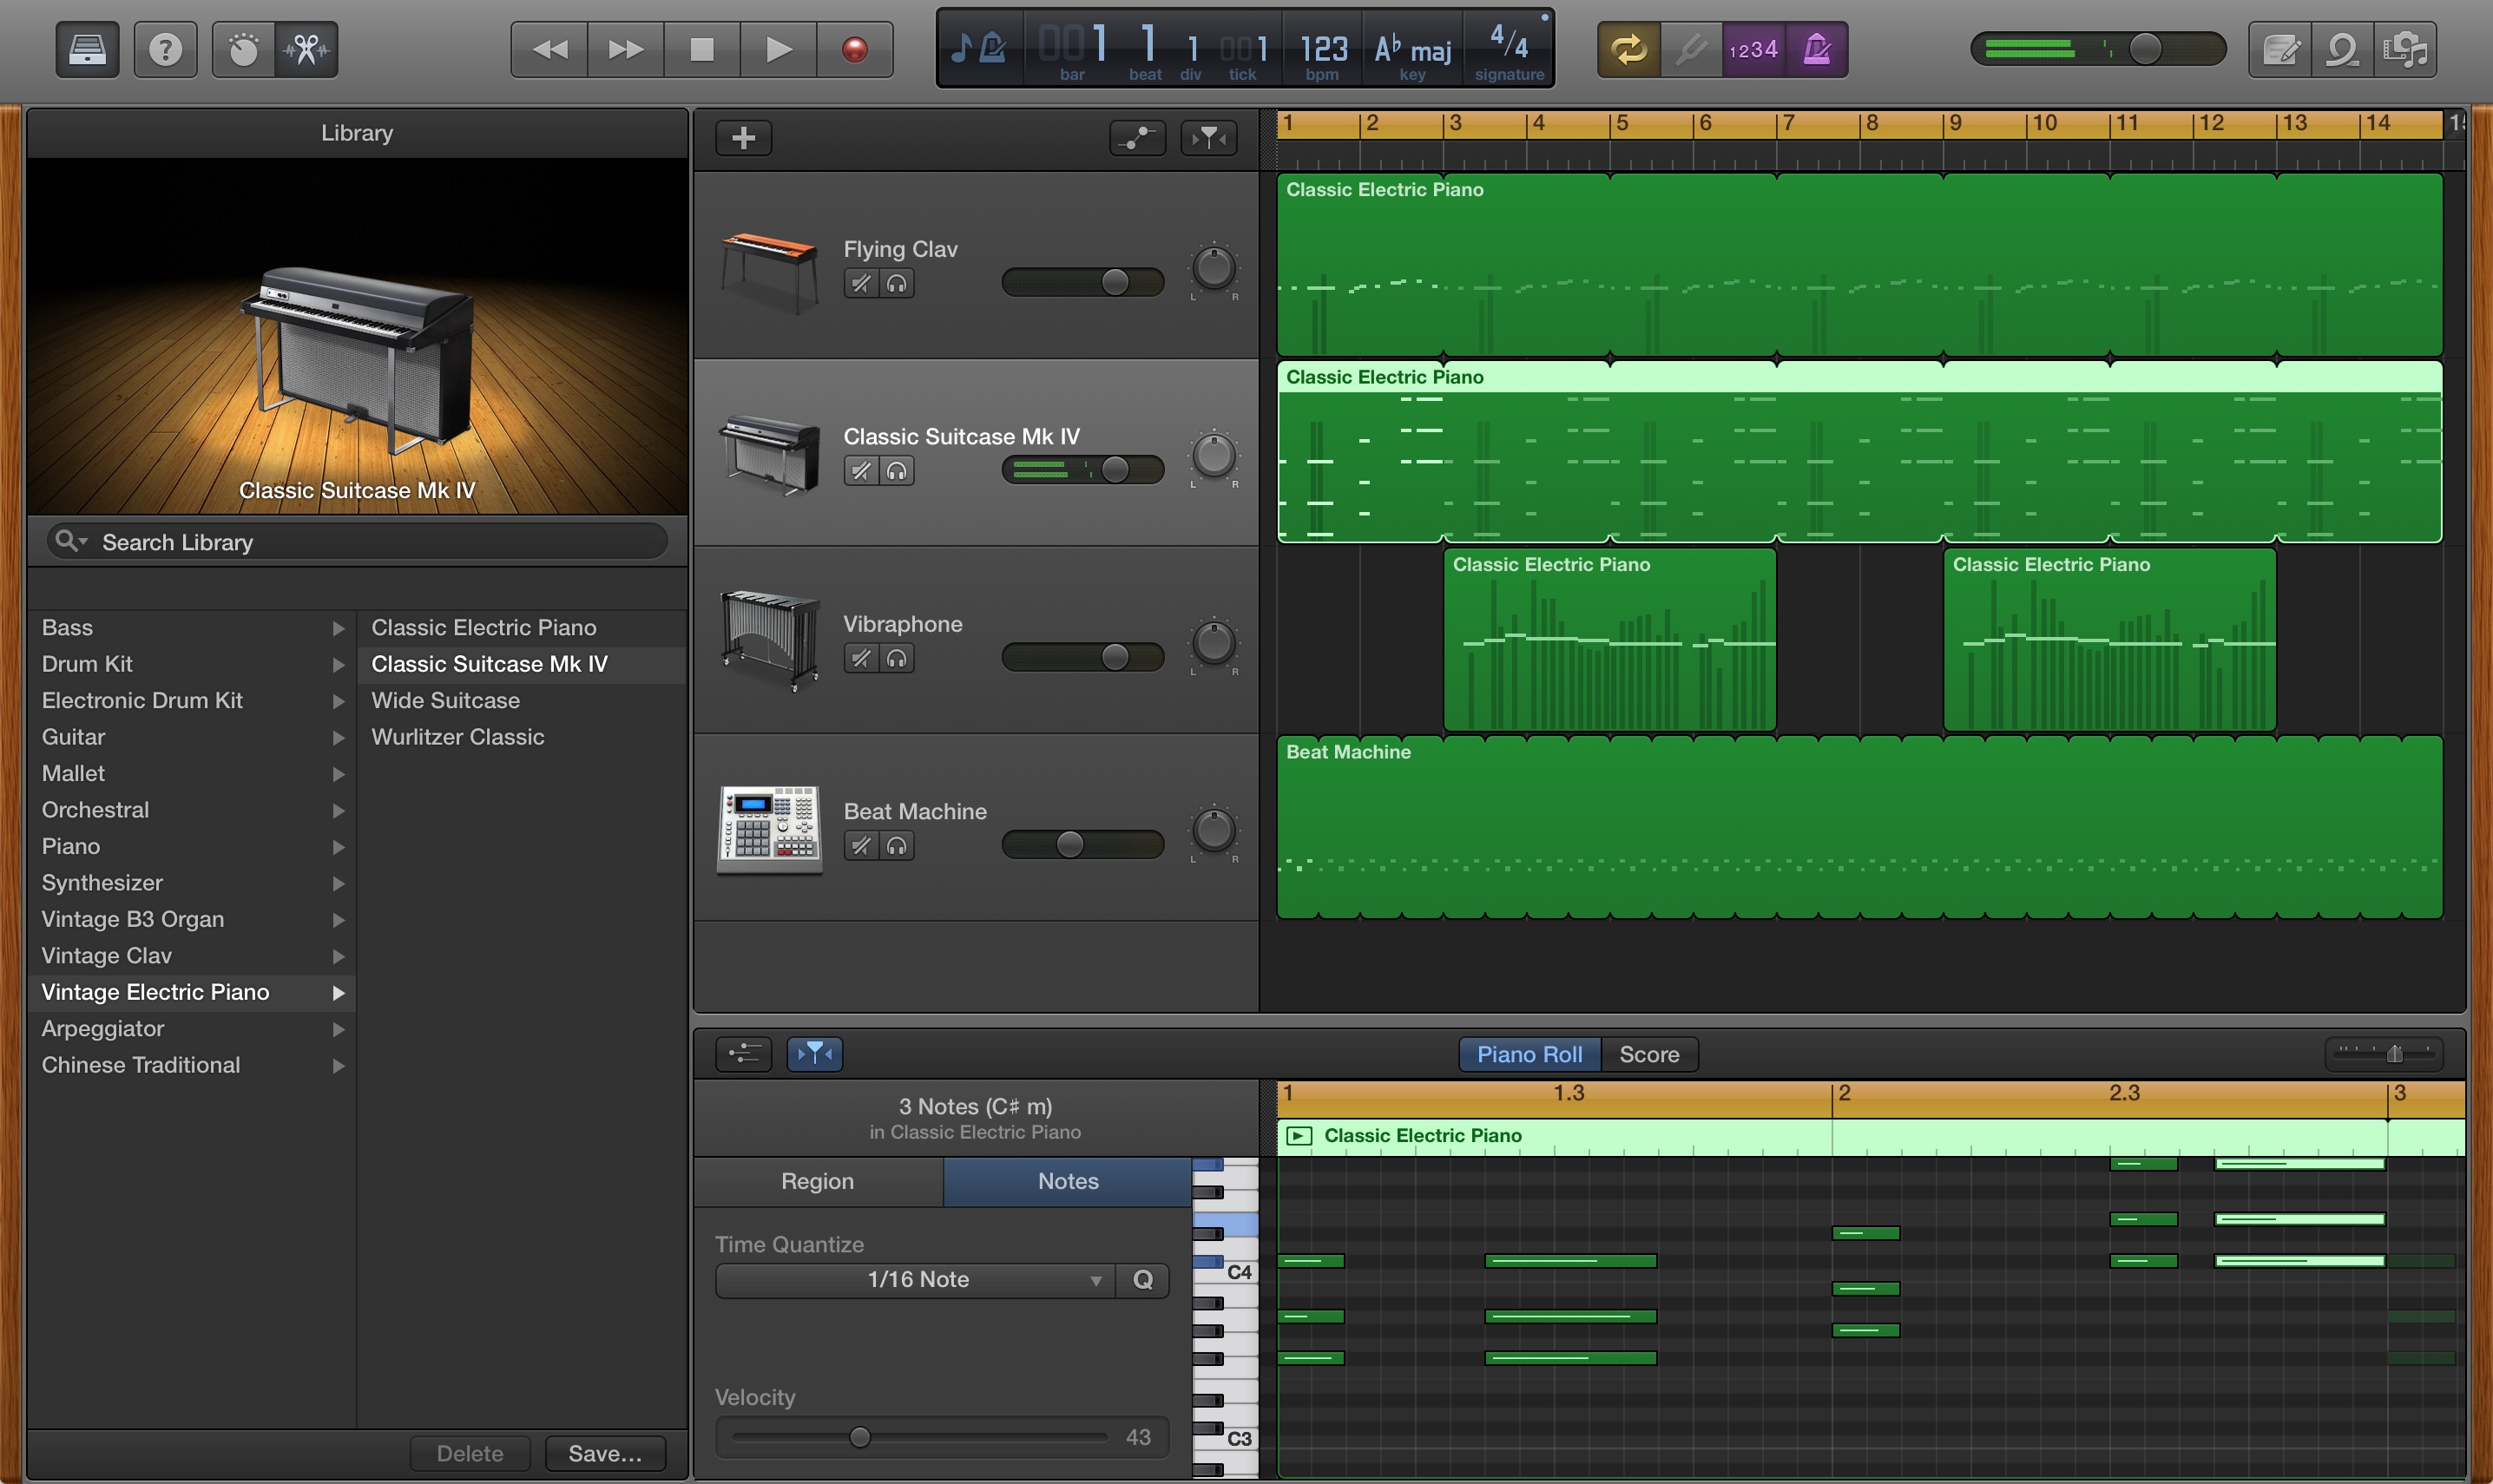 ?
001 1 1 001 123 A♭ maj 4/4
bar beat div tick bpm key signature
1234
Library
Classic Suitcase Mk IV
Search Library
Bass
Drum Kit
Electronic Drum Kit
Guitar
Mallet
Orchestral
Piano
Synthesizer
Vintage B3 Organ
Vintage Clav
Vintage Electric Piano
Arpeggiator
Chinese Traditional
Classic Electric Piano
Classic Suitcase Mk IV
Wide Suitcase
Wurlitzer Classic
Delete Save...
1 2 3 4 5 6 7 8 9 10 11 12 13 14
Flying Clav
L R
Classic Electric Piano
Classic Suitcase Mk IV
L R
Classic Electric Piano
Vibraphone
L R
Classic Electric Piano Classic Electric Piano
Beat Machine
L R
Beat Machine
Piano Roll Score
3 Notes (C♯ m)
in Classic Electric Piano
Region Notes
Time Quantize
1/16 Note Q
Velocity
43
1 1.3 2 2.3 3
Classic Electric Piano
C4
C3